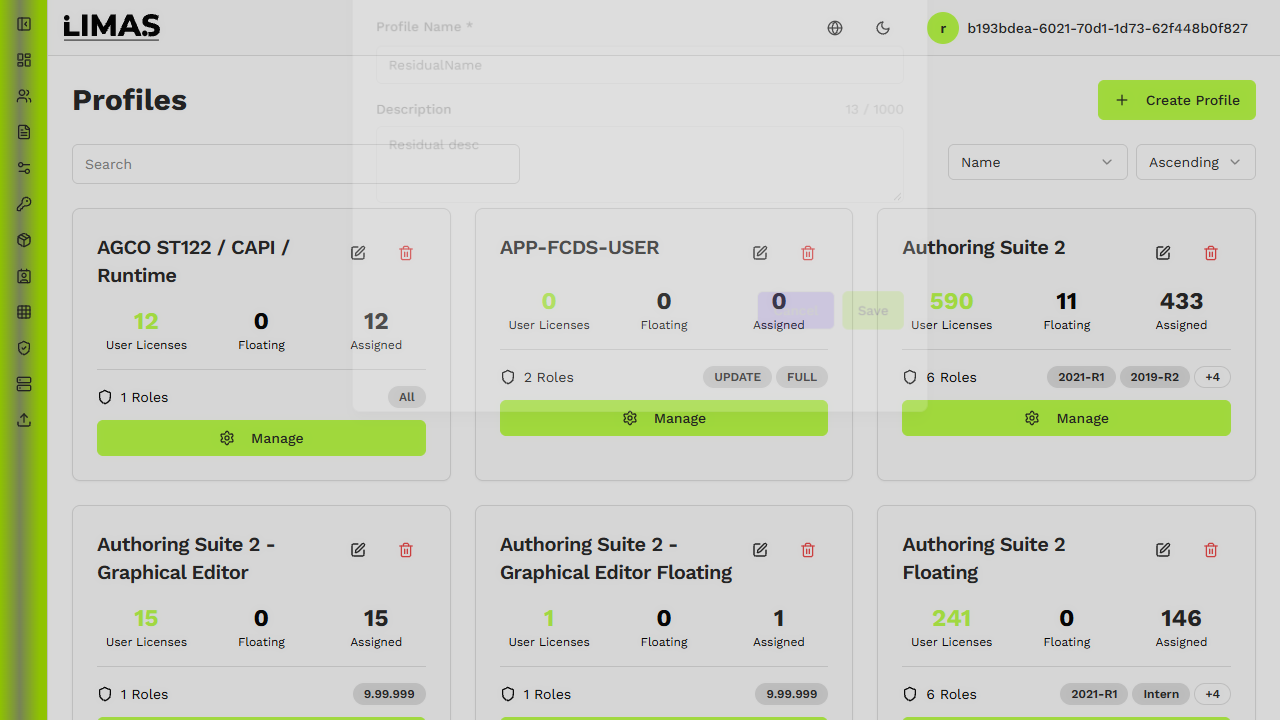 LIMAS
Profile Name *
r
b193bdea-6021-70d1-1d73-62f448b0f827
ResidualName
Profiles
Description
13 / 1000
Create Profile
Residual desc
Search
Name
Ascending
AGCO ST122 / CAPI /
Runtime
12
User Licenses
0
Floating
12
Assigned
1 Roles
All
Manage
APP-FCDS-USER
0
User Licenses
0
Floating
0
Assigned
Save
2 Roles
UPDATE
FULL
Manage
Authoring Suite 2
590
User Licenses
11
Floating
433
Assigned
6 Roles
2021-R1
2019-R2
+4
Manage
Authoring Suite 2 -
Graphical Editor
15
User Licenses
0
Floating
15
Assigned
1 Roles
9.99.999
Authoring Suite 2 -
Graphical Editor Floating
1
User Licenses
0
Floating
1
Assigned
1 Roles
9.99.999
Authoring Suite 2
Floating
241
User Licenses
0
Floating
146
Assigned
6 Roles
2021-R1
Intern
+4